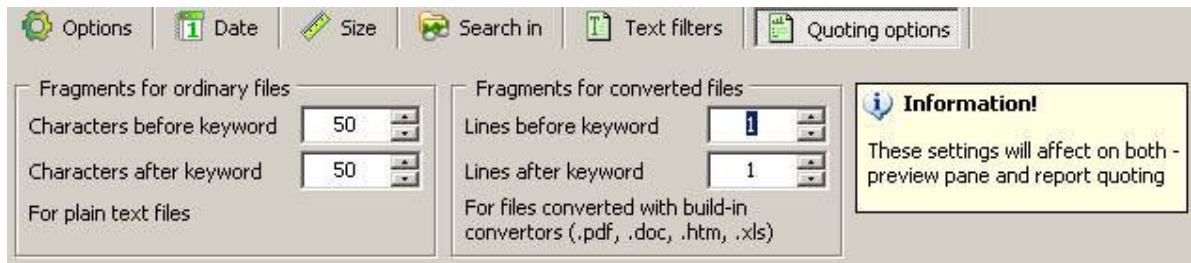 Options
Date
Size
Search in
Text filters
Quoting options
Fragments for ordinary files
Characters before keyword 50
Characters after keyword 50
For plain text files
Fragments for converted files
Lines before keyword 1
Lines after keyword 1
For files converted with build-in
convertors (.pdf, .doc, .htm, .xls)
Information!
These settings will affect on both -
preview pane and report quoting